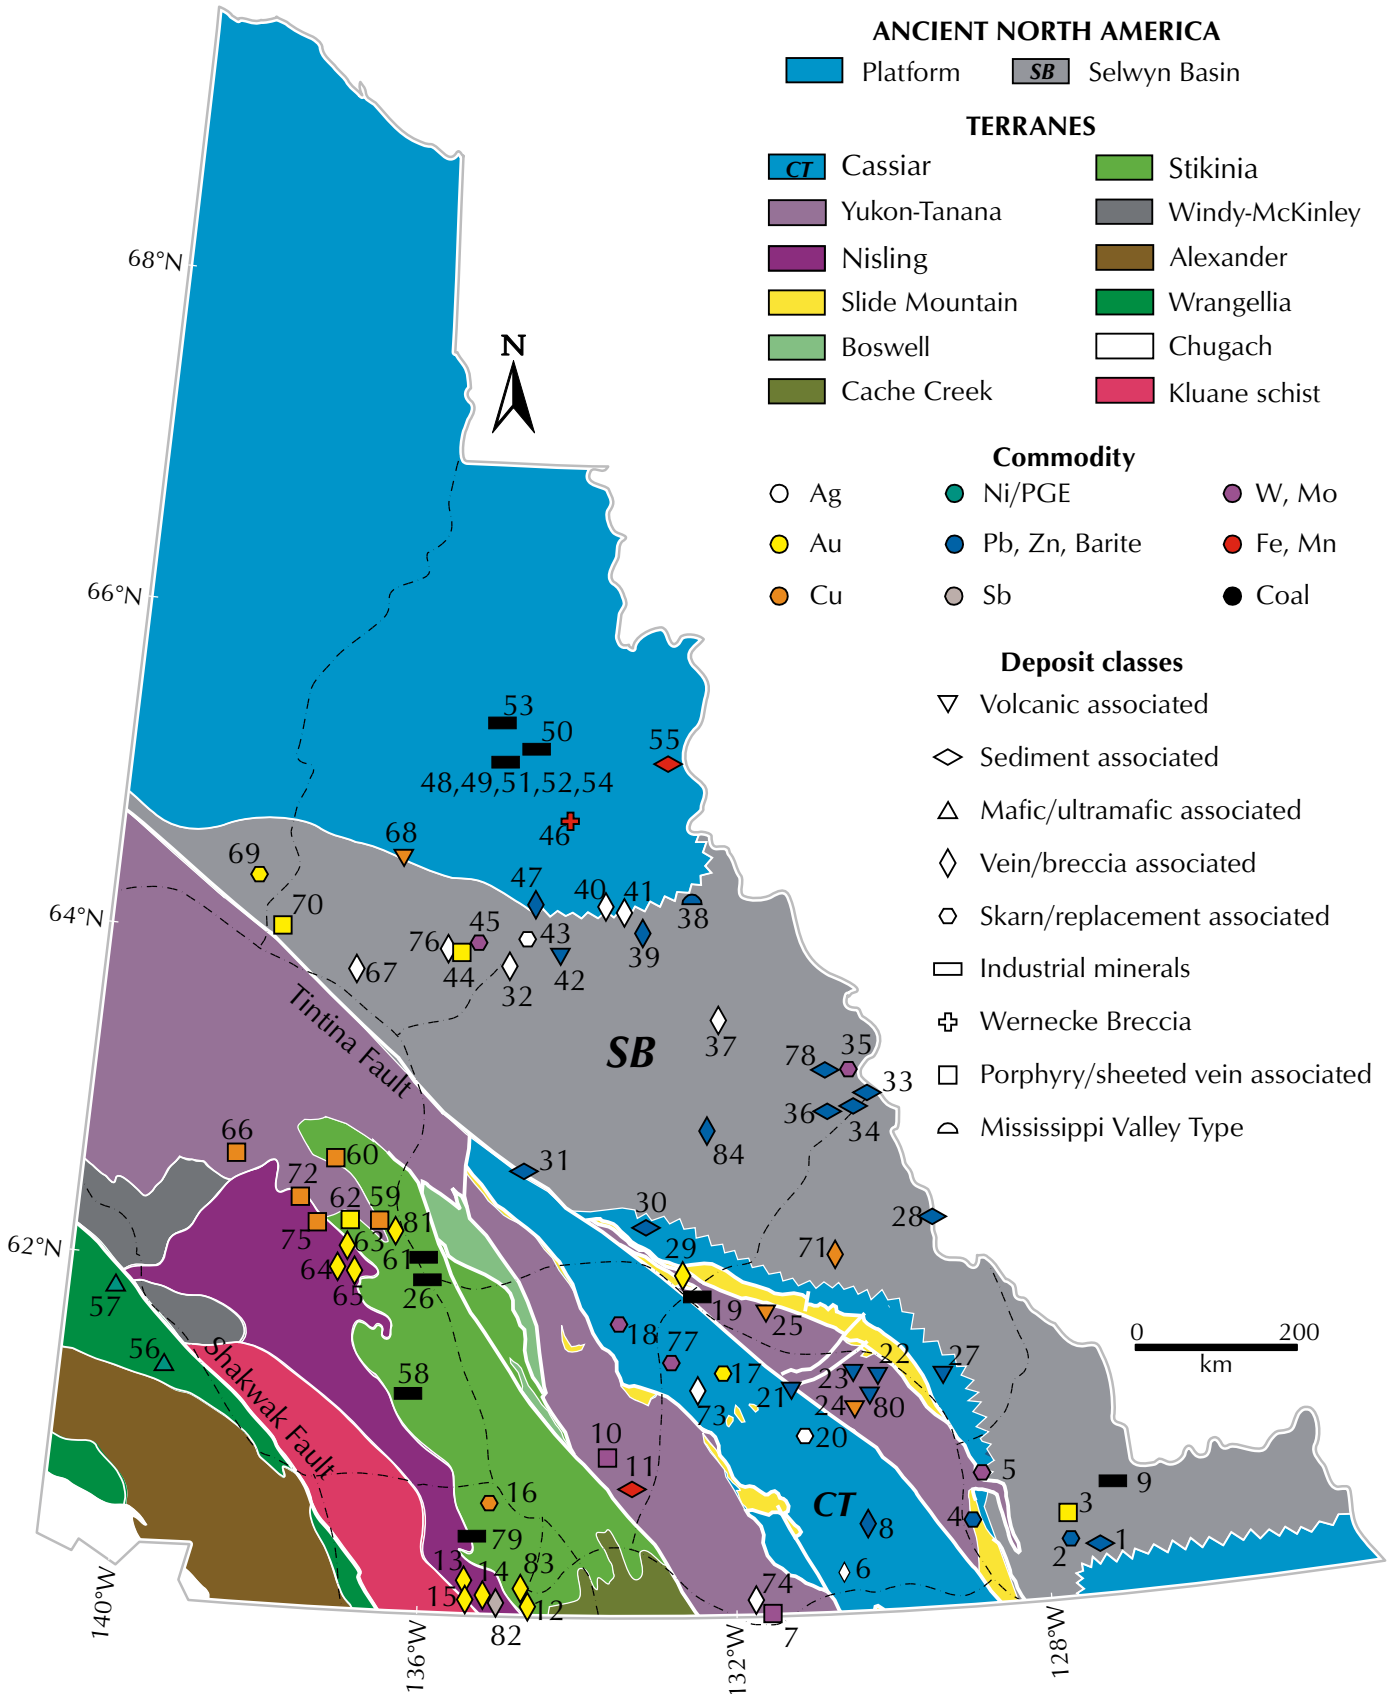 ANCIENT NORTH AMERICA
Platform
SB Selwyn Basin
TERRANES
CT Cassiar
Stikinia
Yukon-Tanana
Windy-McKinley
Nisling
Alexander
Slide Mountain
Wrangellia
Boswell
Chugach
Cache Creek
Kluane schist
Commodity
Ag
Ni/PGE
W, Mo
Au
Pb, Zn, Barite
Fe, Mn
Cu
Sb
Coal
Deposit classes
Volcanic associated
Sediment associated
Mafic/ultramafic associated
Vein/breccia associated
Skarn/replacement associated
Industrial minerals
Wernecke Breccia
Porphyry/sheeted vein associated
Mississippi Valley Type
N
68°N
66°N
64°N
62°N
140°W
136°W
132°W
128°W
0 200
km
Tintina Fault
Shakwak Fault
SB
CT
53
50
55
48,49,51,52,54
46
68
69
70
47
40
41
38
45
43
76
44
42
39
67
32
37
78
35
33
36
34
84
66
60
31
72
62
59
81
30
28
75
63
61
29
71
64
65
26
57
19
25
56
18
77
22
27
58
17
23
21
73
24
80
20
10
11
5
9
16
3
8
4
79
2
1
13
14
83
6
74
15
12
82
7